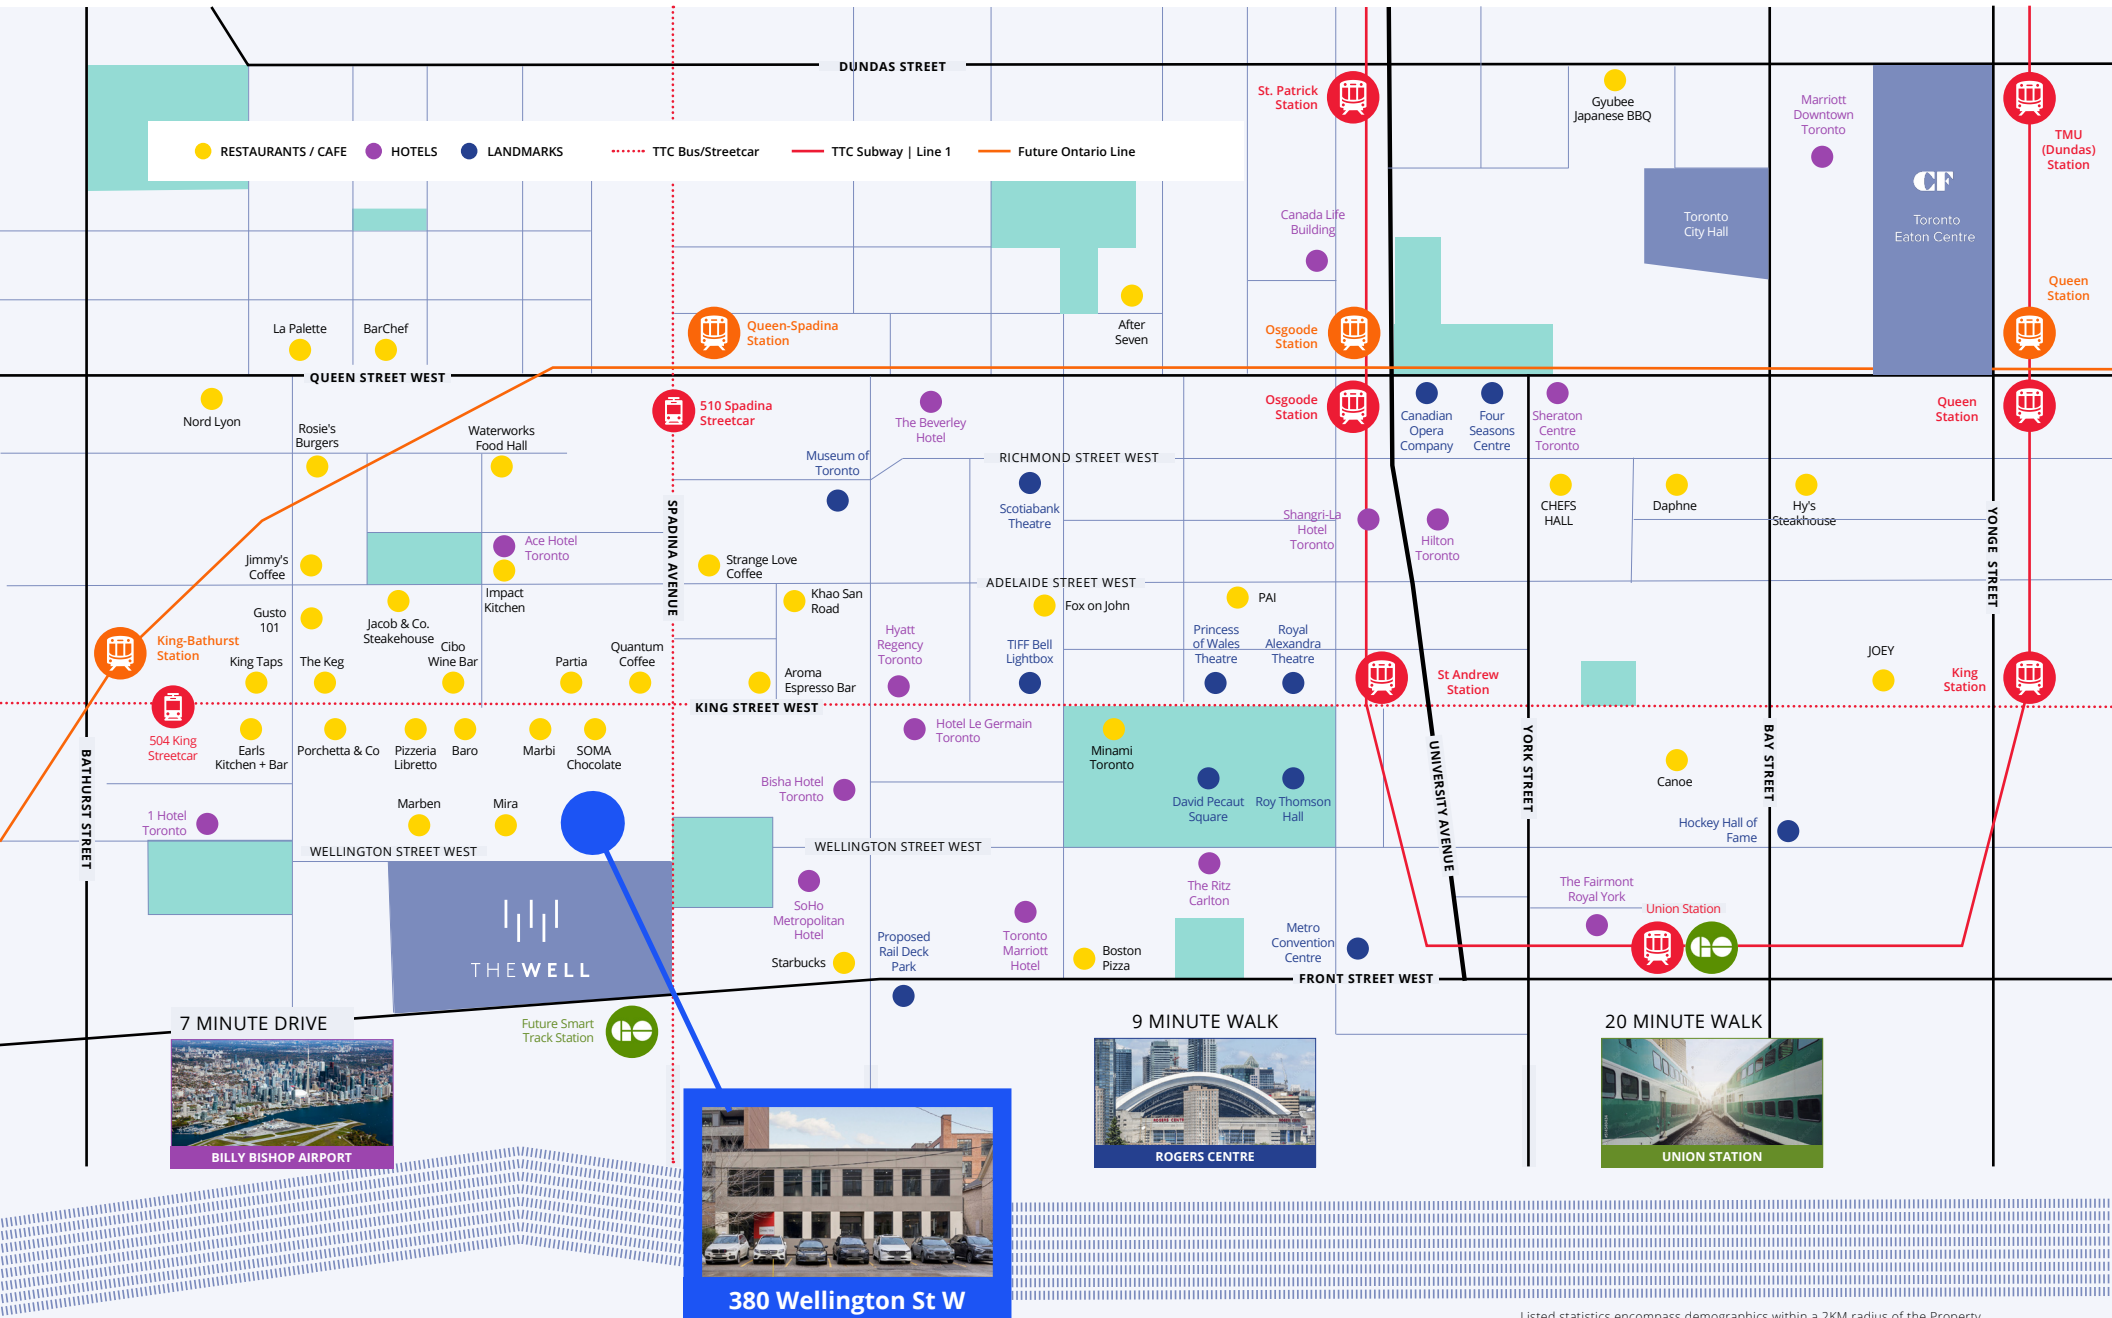 DUNDAS STREET
St. Patrick
Station
Gyubee
Japanese BBQ
Marriott
Downtown
Toronto
TMU
(Dundas)
Station
RESTAURANTS / CAFE
HOTELS
LANDMARKS
TTC Bus/Streetcar
TTC Subway | Line 1
Future Ontario Line
CF
Toronto
Eaton Centre
Toronto
City Hall
Canada Life
Building
Queen
Station
La Palette
BarChef
Queen-Spadina
Station
After
Seven
Osgoode
Station
QUEEN STREET WEST
Nord Lyon
Rosie's
Burgers
Waterworks
Food Hall
510 Spadina
Streetcar
The Beverley
Hotel
Osgoode
Station
Canadian
Opera
Company
Four
Seasons
Centre
Sheraton
Centre
Toronto
Queen
Station
Museum of
Toronto
RICHMOND STREET WEST
Scotiabank
Theatre
Shangri-La
Hotel
Toronto
Hilton
Toronto
CHEFS
HALL
Daphne
Hy's
Steakhouse
SPADINA AVENUE
YONGE STREET
Jimmy's
Coffee
Ace Hotel
Toronto
Strange Love
Coffee
ADELAIDE STREET WEST
Impact
Kitchen
Khao San
Road
Fox on John
PAI
Gusto
101
Jacob & Co.
Steakehouse
King-Bathurst
Station
King Taps
The Keg
Cibo
Wine Bar
Partia
Quantum
Coffee
Hyatt
Regency
Toronto
TIFF Bell
Lightbox
Princess
of Wales
Theatre
Royal
Alexandra
Theatre
Aroma
Espresso Bar
St Andrew
Station
JOEY
King
Station
KING STREET WEST
504 King
Streetcar
Earls
Kitchen + Bar
Porchetta & Co
Pizzeria
Libretto
Baro
Marbi
SOMA
Chocolate
Hotel Le Germain
Toronto
Minami
Toronto
BATHURST STREET
UNIVERSITY AVENUE
YORK STREET
BAY STREET
Canoe
Bisha Hotel
Toronto
David Pecaut
Square
Roy Thomson
Hall
1 Hotel
Toronto
Marben
Mira
Hockey Hall of
Fame
WELLINGTON STREET WEST
WELLINGTON STREET WEST
The Ritz
Carlton
The Fairmont
Royal York
Union Station
SoHo
Metropolitan
Hotel
THEWELL
Starbucks
Proposed
Rail Deck
Park
Toronto
Marriott
Hotel
Boston
Pizza
Metro
Convention
Centre
FRONT STREET WEST
Future Smart
Track Station
7 MINUTE DRIVE
BILLY BISHOP AIRPORT
9 MINUTE WALK
ROGERS CENTRE
20 MINUTE WALK
UNION STATION
380 Wellington St W
Listed statistics encompass demographics within a 2KM radius of the Property